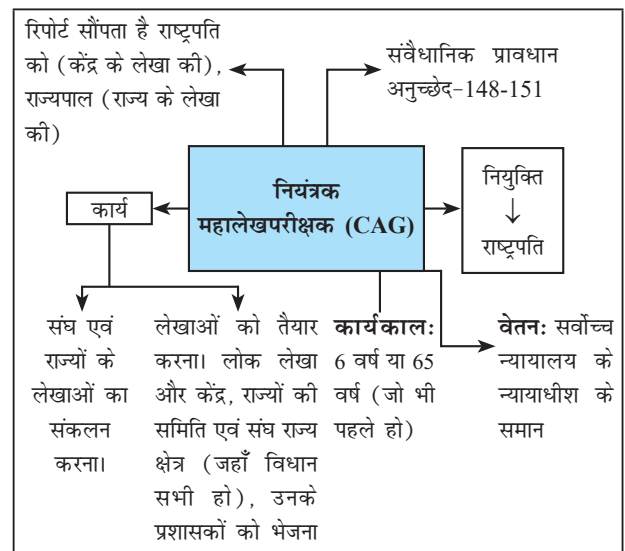 रिपोर्ट सौंपता है राष्ट्रपति
को (केंद्र के लेखा की),
राज्यपाल (राज्य के लेखा
की)
संवैधानिक प्रावधान
अनुच्छेद-148-151
नियंत्रक
महालेखपरीक्षक (CAG)
कार्य
नियुक्ति
↓
राष्ट्रपति
संघ एवं
राज्यों के
लेखाओं का
संकलन
करना।
लेखाओं को तैयार
करना। लोक लेखा
और केंद्र, राज्यों की
समिति एवं संघ राज्य
क्षेत्र (जहाँ विधान
सभी हो), उनके
प्रशासकों को भेजना
कार्यकालः
6 वर्ष या 65
वर्ष (जो भी
पहले हो)
वेतनः सर्वोच्च
न्यायालय के
न्यायाधीश के
समान